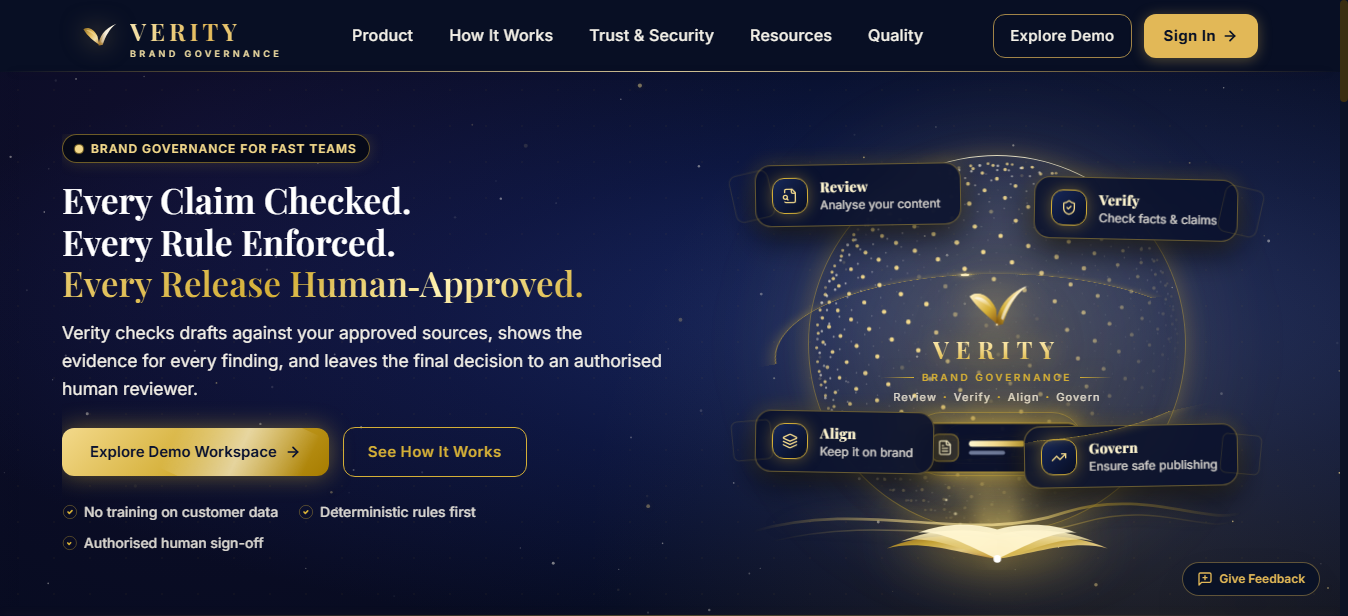 VERITY
BRAND GOVERNANCE
Product
How It Works
Trust & Security
Resources
Quality
Explore Demo
Sign In →
BRAND GOVERNANCE FOR FAST TEAMS
Every Claim Checked.
Every Rule Enforced.
Every Release Human-Approved.
Verity checks drafts against your approved sources, shows the
evidence for every finding, and leaves the final decision to an authorised
human reviewer.
Explore Demo Workspace →
See How It Works
No training on customer data
Deterministic rules first
Authorised human sign-off
Review
Analyse your content
Verify
Check facts & claims
VERITY
BRAND GOVERNANCE
Review · Verify · Align · Govern
Align
Keep it on brand
Govern
Ensure safe publishing
Give Feedback